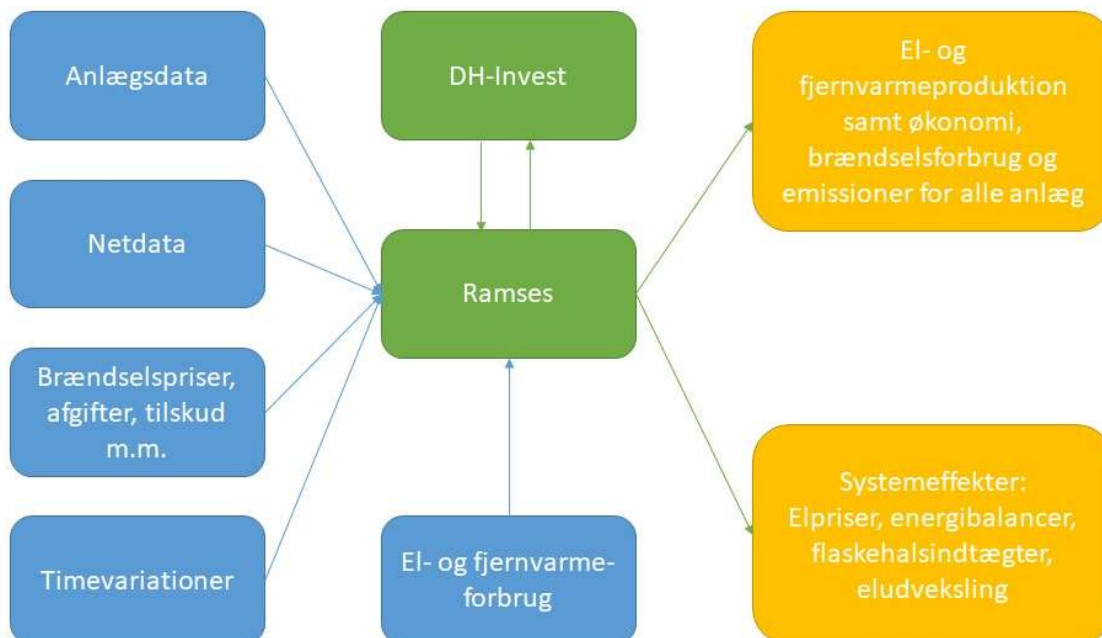 Anlægsdata
Netdata
Brændselspriser,
afgifter, tilskud
m.m.
Timevariationer
DH-Invest
Ramses
El- og fjernvarme-
forbrug
El- og
fjernvarmeproduktion
samt økonomi,
brændselsforbrug og
emissioner for alle anlæg
Systemeffekter:
Elpriser, energibalancer,
flaskehalsindtægter,
eludveksling